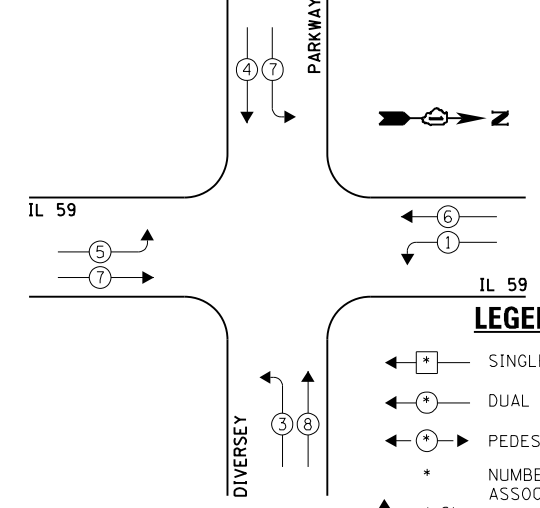 PARKWAY
4 7
N
IL 59
6
5
1
7
IL 59
LEGE
* SINGL
* DUAL
3 8
* PEDES
DIVERSEY
* NUMBE
ASSOC